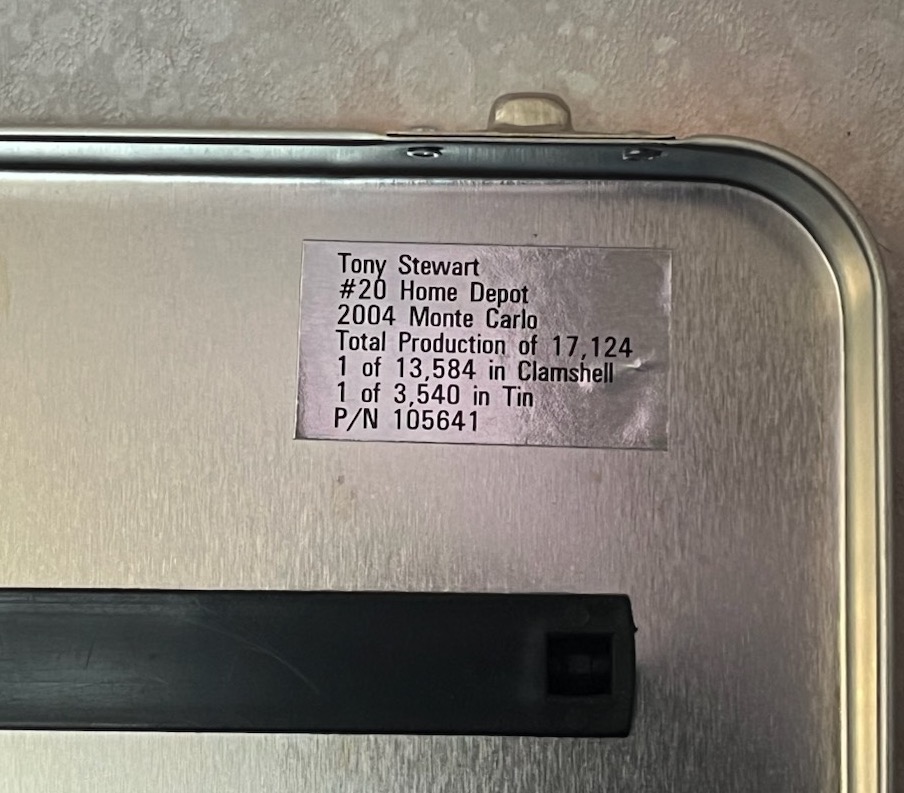 Tony Stewart
#20 Home Depot
2004 Monte Carlo
Total Production of 17,124
1 of 13,584 in Clamshell
1 of 3,540 in Tin
P/N 105641